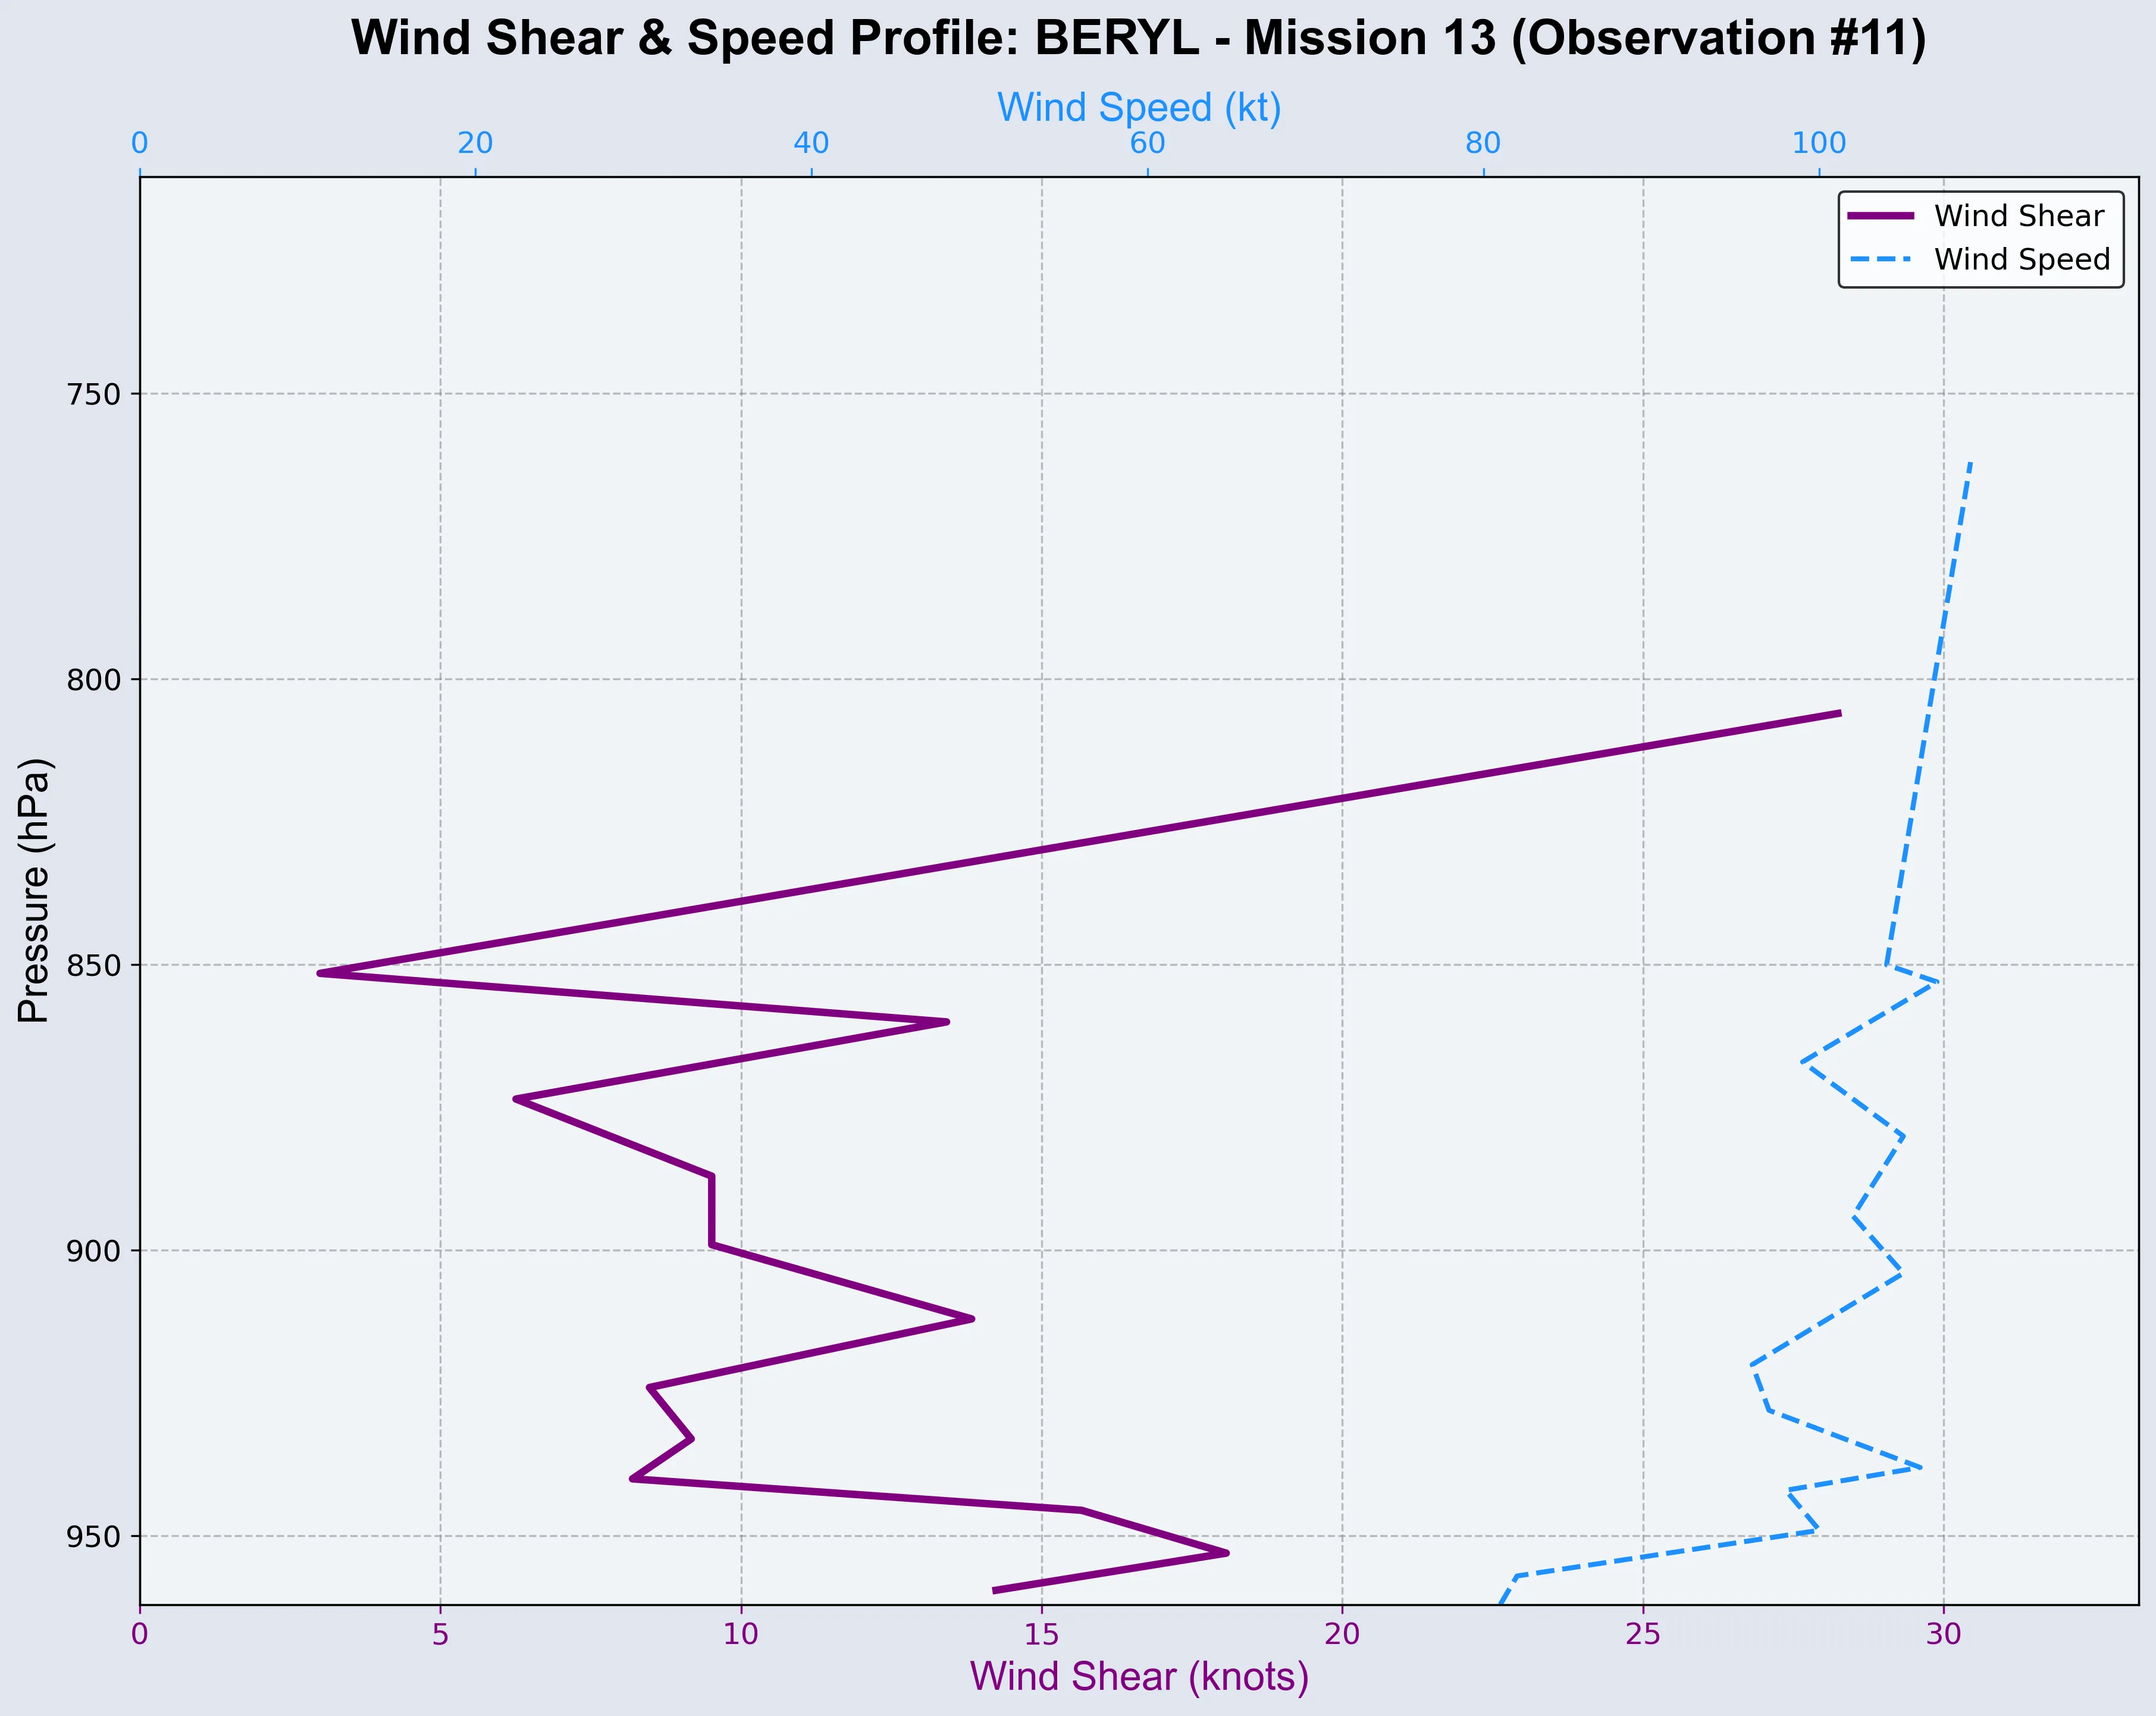 Wind Shear & Speed Profile: BERYL - Mission 13 (Observation #11)
Wind Speed (kt)
0 20 40 60 80 100
Wind Shear
Wind Speed
750
800
850
900
950
Pressure (hPa)
0 5 10 15 20 25 30
Wind Shear (knots)